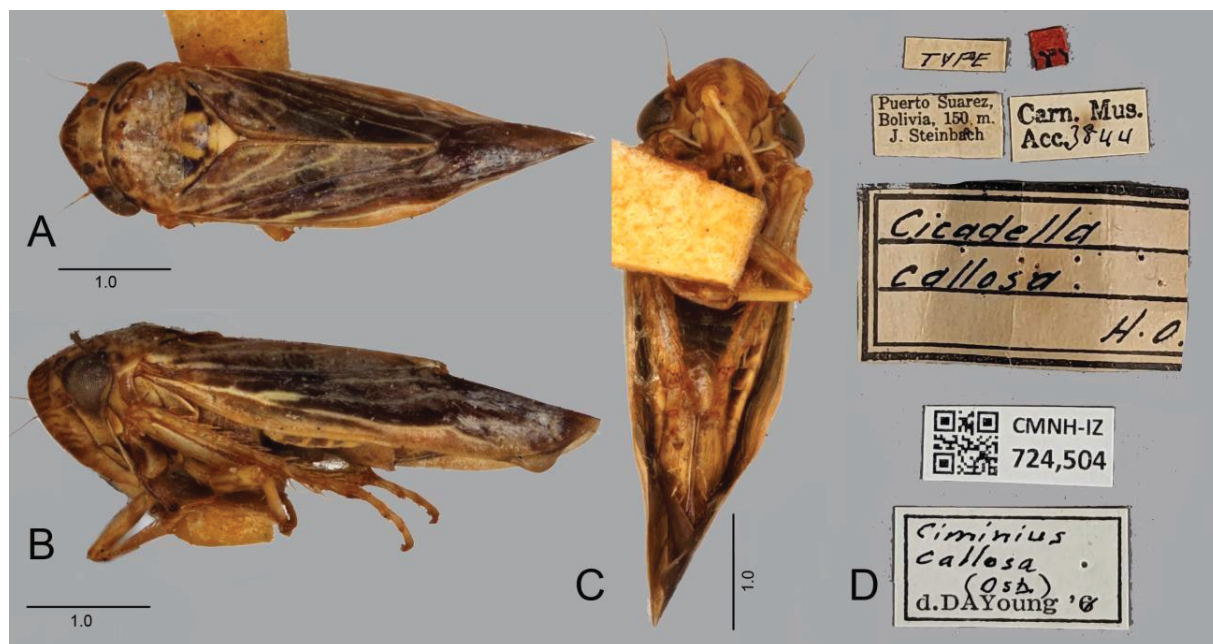 A
1.0
B
1.0
C
1.0
D
TYPE
Puerto Suarez,
Bolivia, 150 m.
J. Steinbach
Carn. Mus.
Acc. 3844
Cicadella
callosa
H.O.
CMNH-IZ
724,504
Ciminius
callosa
(Osb.)
d.DAYoung '6